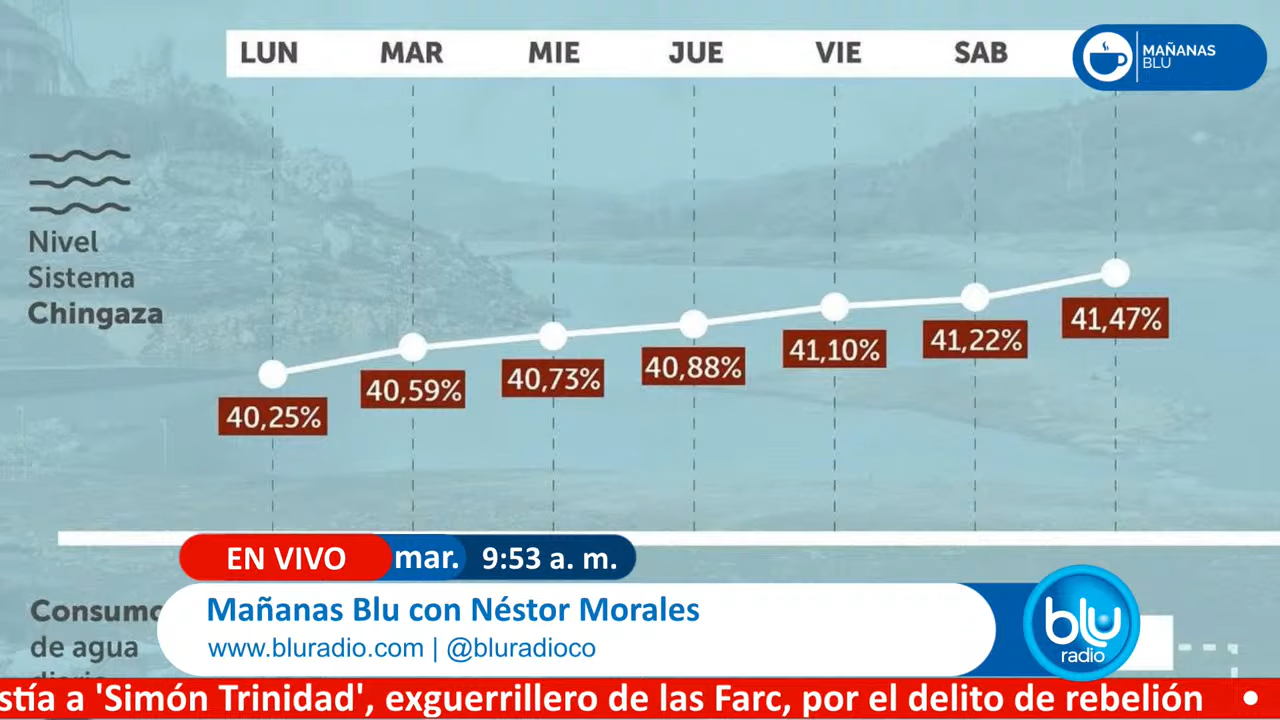 LUN MAR MIE JUE VIE SAB
MAÑANAS
BLU
Nivel
Sistema
Chingaza
40,25% 40,59% 40,73% 40,88% 41,10% 41,22% 41,47%
EN VIVO mar. 9:53 a. m.
Consumo
de agua
diario
Mañanas Blu con Néstor Morales
www.bluradio.com | @bluradioco
blu
radio
stía a 'Simón Trinidad', exguerrillero de las Farc, por el delito de rebelión •